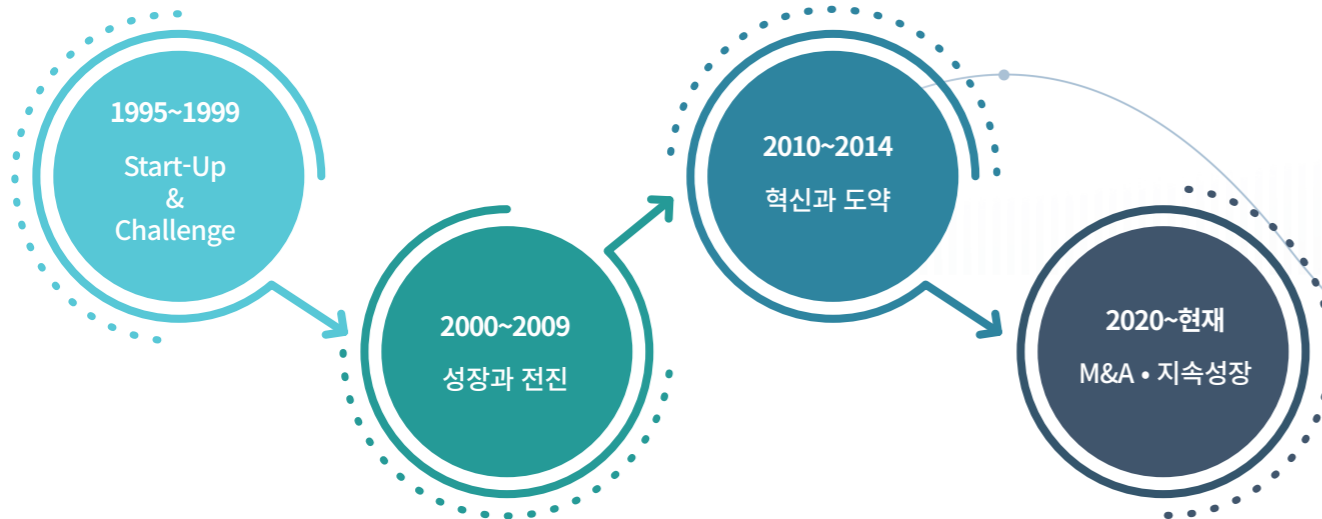 1995~1999
Start-Up
&
Challenge
2000~2009
성장과 전진
2010~2014
혁신과 도약
2020~현재
M&A • 지속성장